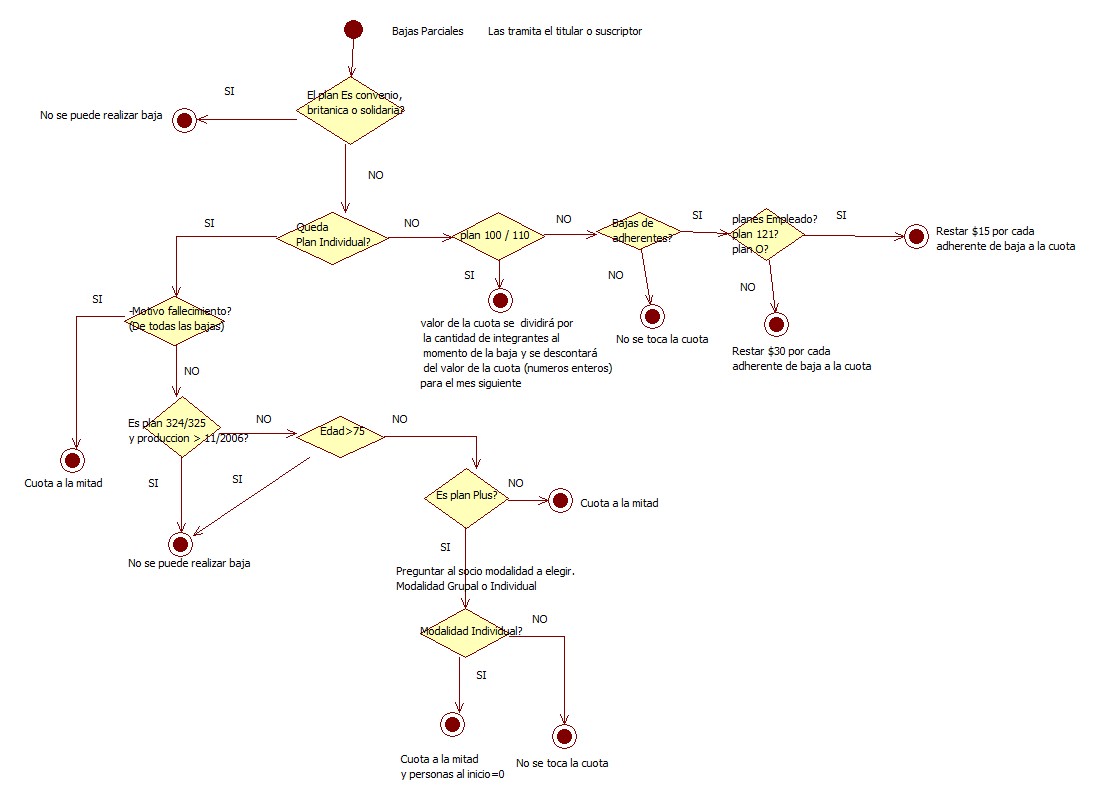 Bajas Parciales
Las tramita el titular o suscriptor
SI
El plan Es convenio,
britanica o solidaria?
No se puede realizar baja
NO
SI
Queda
Plan Individual?
NO
plan 100 / 110
NO
Bajas de
adherentes?
SI
planes Empleado?
plan 121?
plan O?
SI
Restar $15 por cada
adherente de baja a la cuota
SI
NO
NO
SI
-Motivo fallecimiento?
(De todas las bajas)
valor de la cuota se dividirá por
la cantidad de integrantes al
momento de la baja y se descontará
del valor de la cuota (numeros enteros)
para el mes siguiente
No se toca la cuota
Restar $30 por cada
adherente de baja a la cuota
NO
Es plan 324/325
y produccion > 11/2006?
NO
Edad>75
NO
Cuota a la mitad
SI
SI
Es plan Plus?
NO
Cuota a la mitad
No se puede realizar baja
SI
Preguntar al socio modalidad a elegir.
Modalidad Grupal o Individual
Modalidad Individual?
NO
SI
Cuota a la mitad
y personas al inicio=0
No se toca la cuota